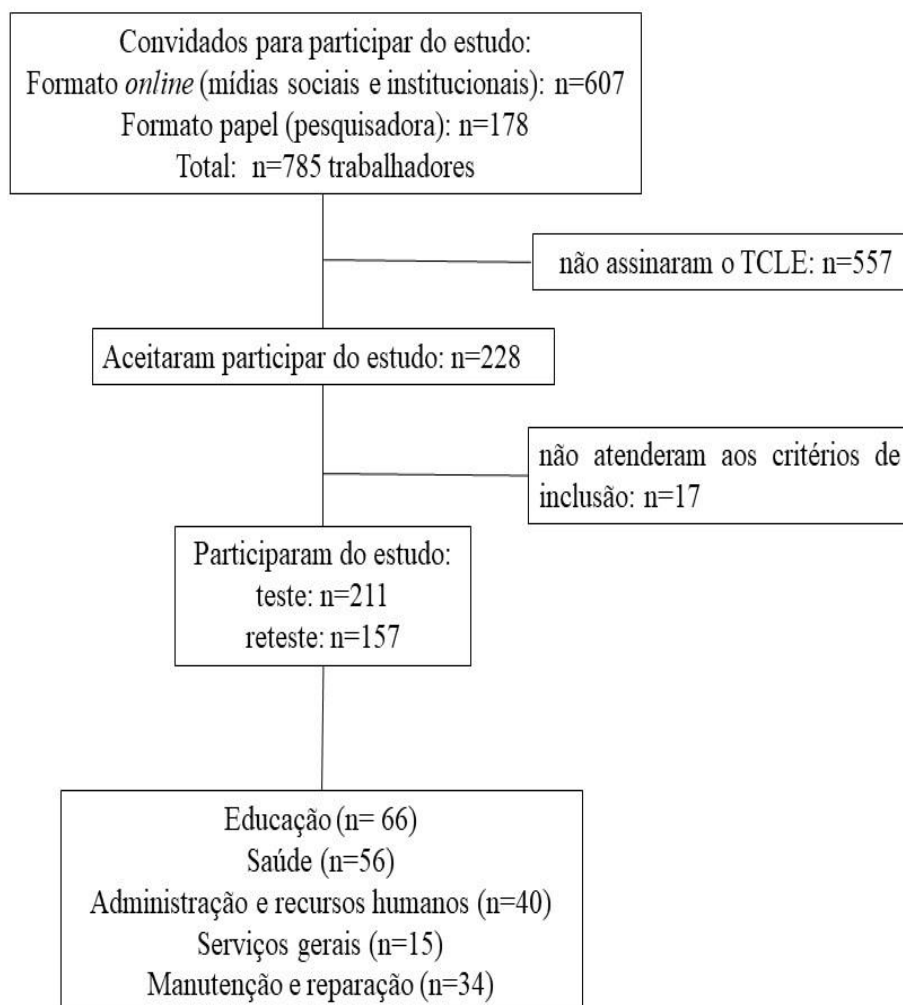 Convidados para participar do estudo:
Formato online (mídias sociais e institucionais): n=607
Formato papel (pesquisadora): n=178
Total: n=785 trabalhadores
não assinaram o TCLE: n=557
Aceitaram participar do estudo: n=228
não atenderam aos critérios de
inclusão: n=17
Participaram do estudo:
teste: n=211
reteste: n=157
Educação (n= 66)
Saúde (n=56)
Administração e recursos humanos (n=40)
Serviços gerais (n=15)
Manutenção e reparação (n=34)